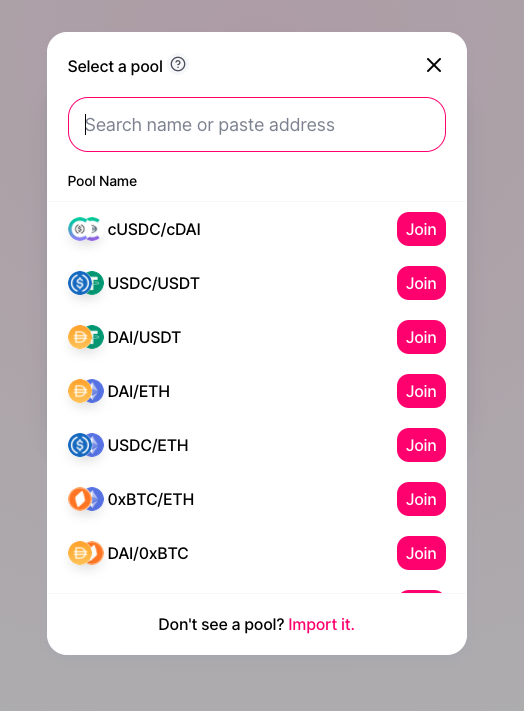 Select a pool ?
Search name or paste address
Pool Name
cUSDC/cDAI Join
USDC/USDT Join
DAI/USDT Join
DAI/ETH Join
USDC/ETH Join
0xBTC/ETH Join
DAI/0xBTC Join
Don't see a pool? Import it.